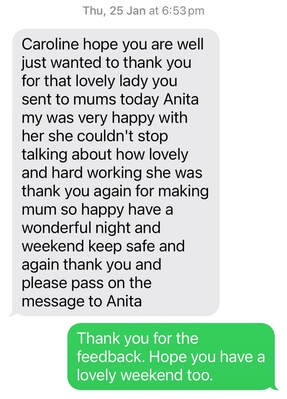 Thu, 25 Jan at 6:53 pm
Caroline hope you are well
just wanted to thank you
for that lovely lady you
sent to mums today Anita
my was very happy with
her she couldn't stop
talking about how lovely
and hard working she was
thank you again for making
mum so happy have a
wonderful night and
weekend keep safe and
again thank you and
please pass on the
message to Anita
Thank you for the
feedback. Hope you have a
lovely weekend too.